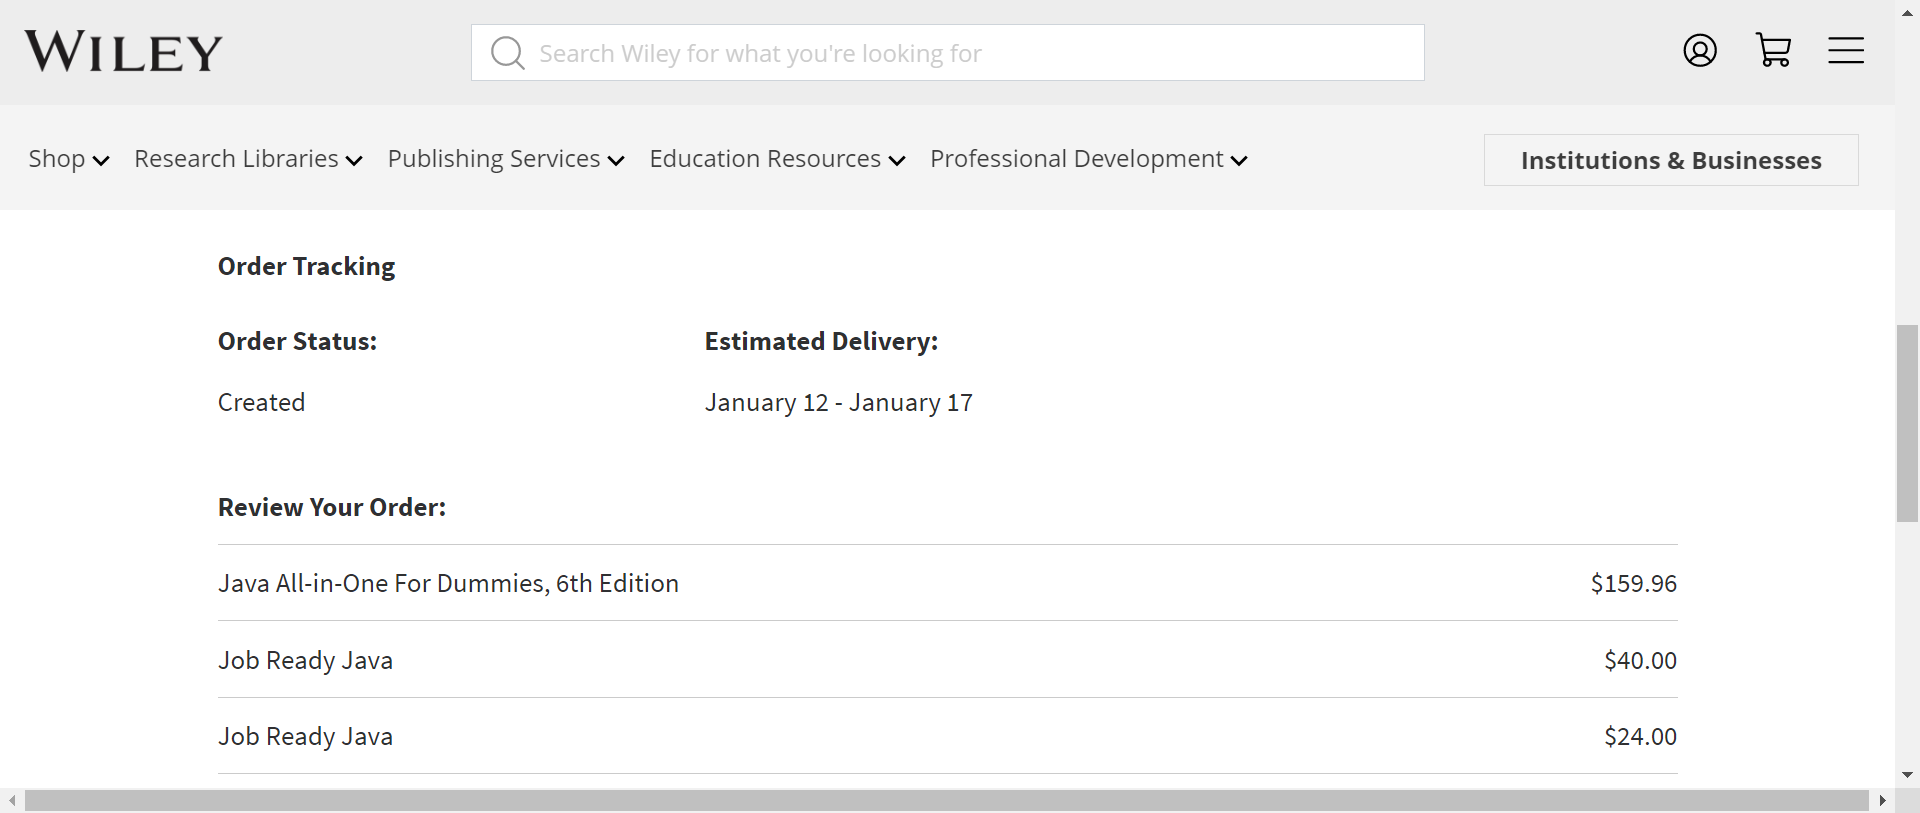 WILEY
Search Wiley for what you're looking for
Shop Research Libraries Publishing Services Education Resources Professional Development Institutions & Businesses
Order Tracking
Order Status: Estimated Delivery:
Created January 12 - January 17
Review Your Order:
Java All-in-One For Dummies, 6th Edition $159.96
Job Ready Java $40.00
Job Ready Java $24.00